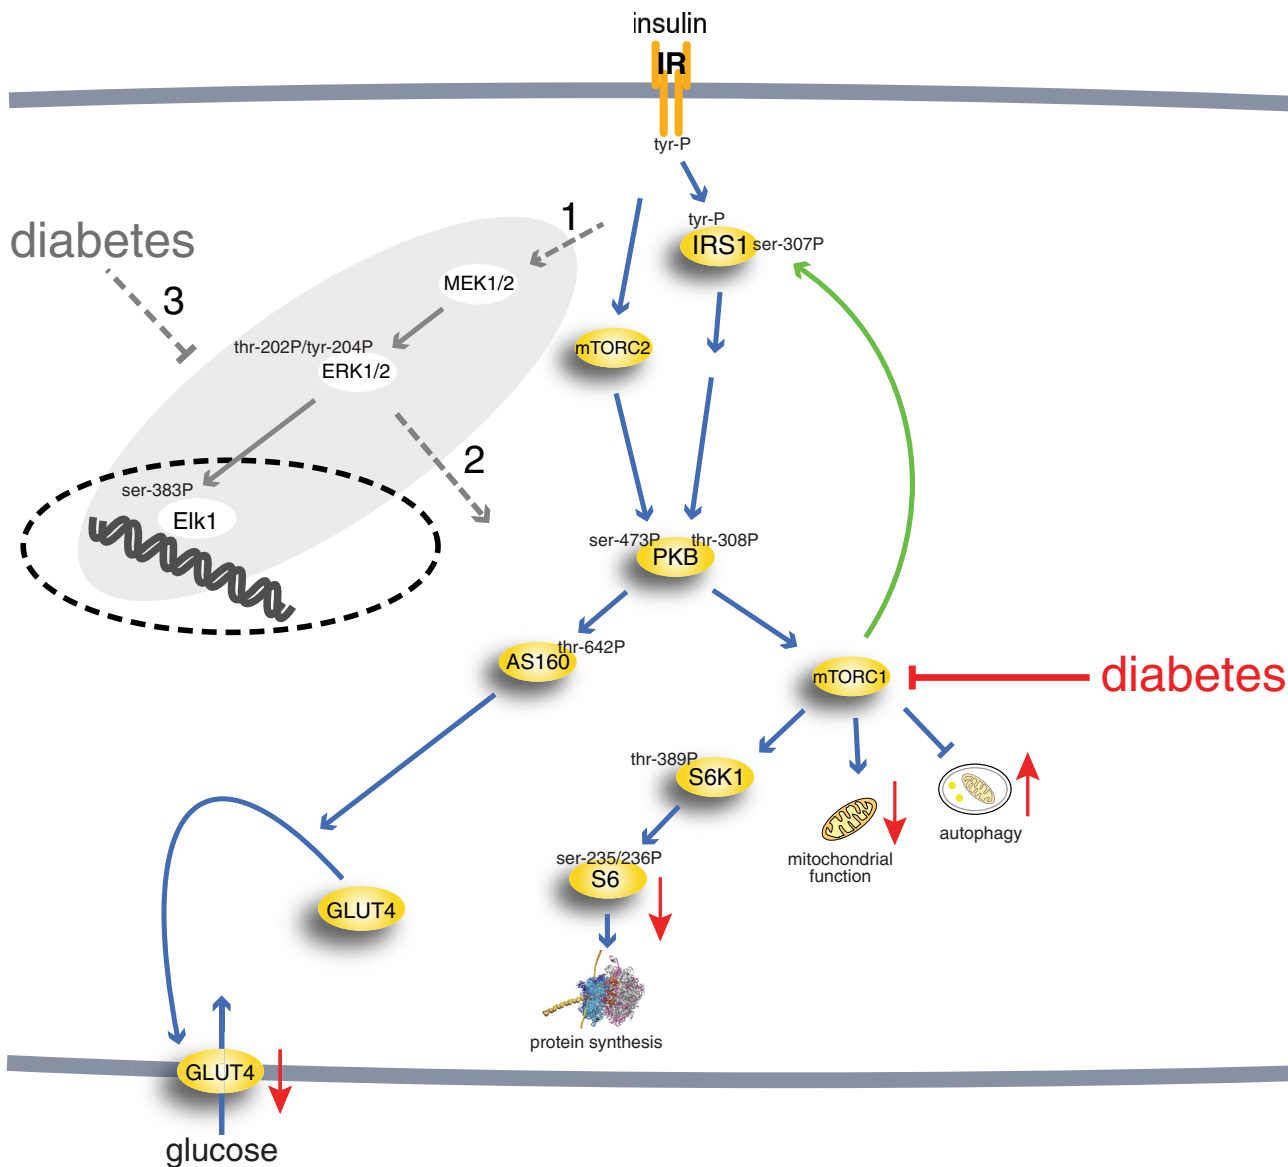 insulin
IR
tyr-P
tyr-P
IRS1
ser-307P
diabetes
1
3
MEK1/2
thr-202P/tyr-204P
ERK1/2
mTORC2
2
ser-383P
Elk1
ser-473P
thr-308P
PKB
thr-642P
AS160
mTORC1
diabetes
thr-389P
S6K1
autophagy
mitochondrial
function
ser-235/236P
S6
GLUT4
protein synthesis
GLUT4
glucose